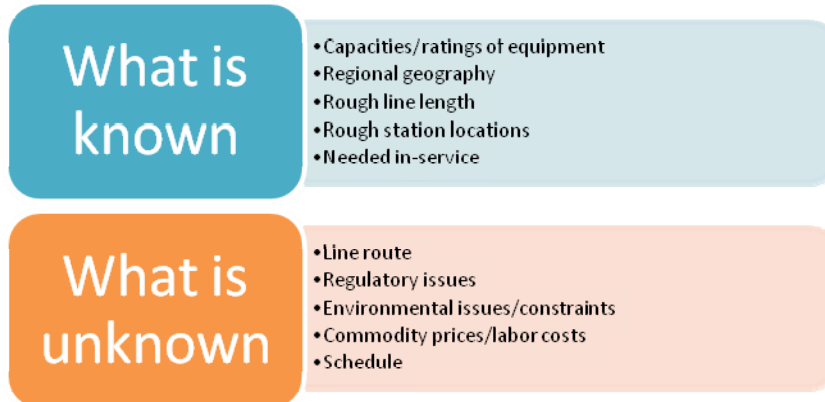 What is
known
•Capacities/ratings of equipment
•Regional geography
•Rough line length
•Rough station locations
•Needed in-service
What is
unknown
•Line route
•Regulatory issues
•Environmental issues/constraints
•Commodity prices/labor costs
•Schedule